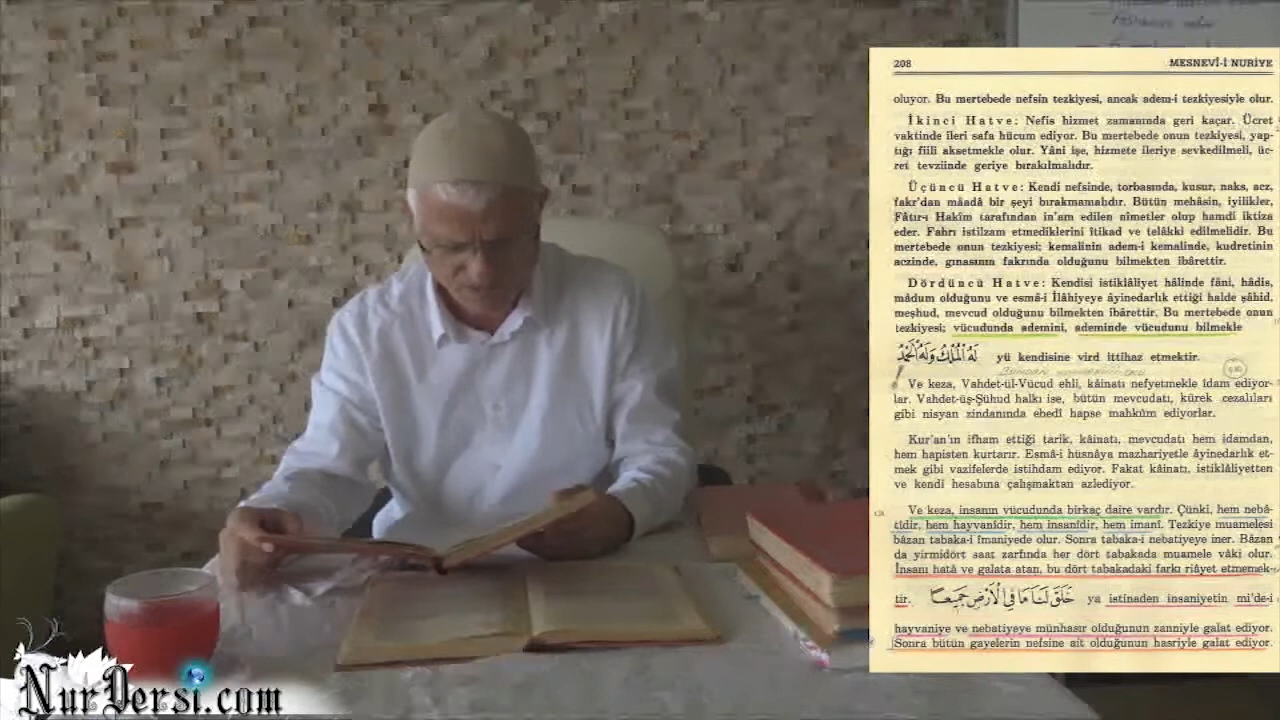 208 MESNEVÎ-İ NURİYE
oluyor. Bu mertebede nefsin tezkiyesi, ancak adem-i tezkiyesiyle olur.
İkinci Hatve: Nefis hizmet zamanında geri kaçar. Ücret
vaktinde ileri safa hücum ediyor. Bu mertebede onun tezkiyesi, yap-
tığı fiili aksetmekle olur. Yâni işe, hizmete ileriye sevkedilmeli, üc-
ret tevziinde geriye bırakılmalıdır.
Üçüncü Hatve: Kendi nefsinde, torbasında, kusur, naks, acz,
fakr'dan mâadâ bir şeyi bırakmamalıdır. Bütün mehâsin, iyilikler,
Fâtır-ı Hakîm tarafından in'am edilen nîmetler olup hamdi iktiza
eder. Fahrı istilzam etmediklerini îtikad ve telâkki edilmelidir. Bu
mertebede onun tezkiyesi; kemalinin adem-i kemalinde, kudretinin
aczinde, gınasının fakrında olduğunu bilmekten ibârettir.
Dördüncü Hatve: Kendisi istiklâliyet hâlinde fâni, hâdis,
mâdum olduğunu ve esmâ-i İlâhiyeye âyinedarlık ettiği halde şâhid,
meşhud, mevcud olduğunu bilmekten ibârettir. Bu mertebede onun
tezkiyesi; vücudunda ademini, ademinde vücudunu bilmekle
لَهُ الْمُلْكُ وَلَهُ الْحَمْدُ yü kendisine vird ittihaz etmektir.
Ve keza, Vahdet-ül-Vücud ehli, kâinatı nefyetmekle îdam ediyor-
lar. Vahdet-üş-Şühud halkı ise, bütün mevcudatı, kürek cezalıları
gibi nisyan zindanında ebedî hapse mahkûm ediyorlar.
Kur'an'ın ifham ettiği tarik, kâinatı, mevcudatı hem idamdan,
hem hapisten kurtarır. Esmâ-i hüsnâya mazhariyetle âyinedarlık et-
mek gibi vazifelerde istihdam ediyor. Fakat kâinatı, istiklâliyetten
ve kendi hesabına çalışmaktan azlediyor.
Ve keza, insanın vücudunda birkaç daire vardır. Çünki, hem nebâ-
tîdir, hem hayvanîdir, hem insanîdir, hem imanî. Tezkiye muamelesi
bâzan tabaka-i îmaniyede olur. Sonra tabaka-i nebatiyeye iner. Bâzan
da yirmidört saat zarfında her dört tabakada muamele vâki olur.
İnsanı hatâ ve galata atan, bu dört tabakadaki farkı riâyet etmemek-
tir. خَلَقَ لَنَا مَا فِى الْاَرْضِ جَمِيعًا ya istinaden insaniyetin mi'de-i
hayvaniye ve nebatiyeye münhasır olduğunun zanniyle galat ediyor.
Sonra bütün gayelerin nefsine ait olduğunun hasriyle galat ediyor.
NurDersi.com